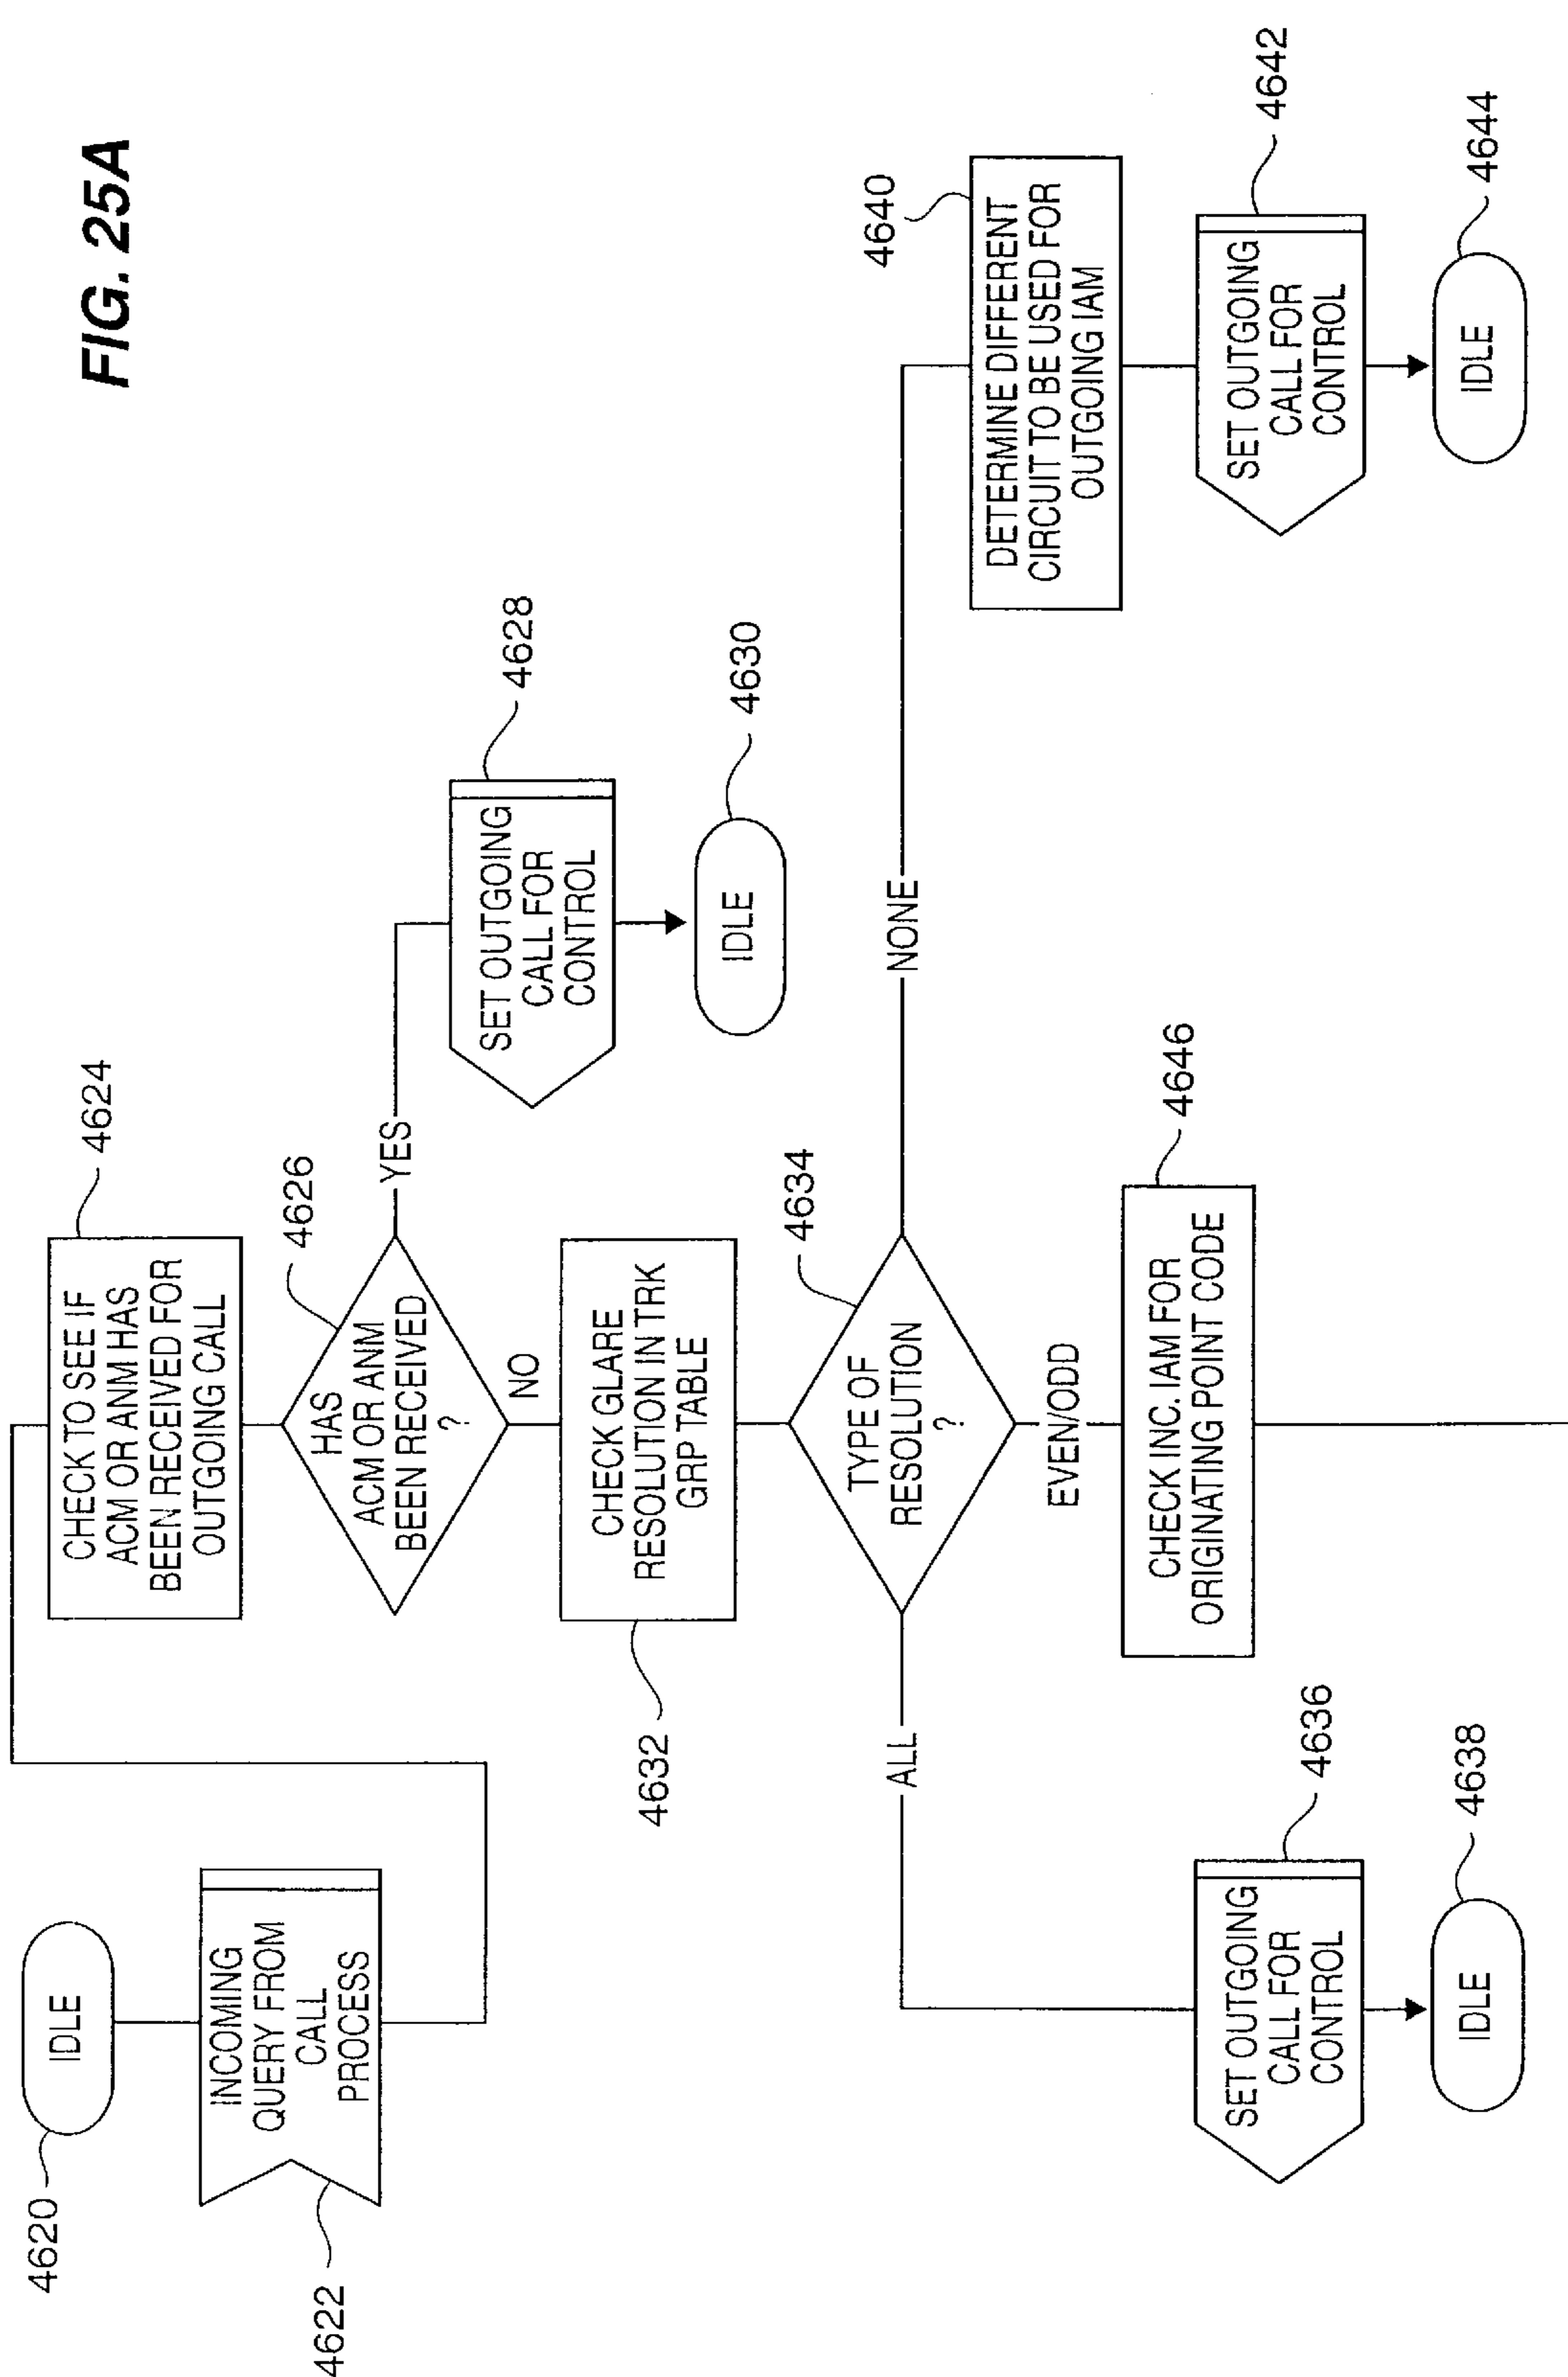 FIG. 25A
4620
IDLE
4622
INCOMING
QUERY FROM
CALL
PROCESS
4624
CHECK TO SEE IF
ACM OR ANM HAS
BEEN RECEIVED FOR
OUTGOING CALL
4626
HAS
ACM OR ANM
BEEN RECEIVED
?
YES
4628
SET OUTGOING
CALL FOR
CONTROL
4630
IDLE
NO
4632
CHECK GLARE
RESOLUTION IN TRK
GRP TABLE
4634
TYPE OF
RESOLUTION
?
ALL
4636
SET OUTGOING
CALL FOR
CONTROL
4638
IDLE
EVEN/ODD
4646
CHECK INC. IAM FOR
ORIGINATING POINT CODE
NONE
4640
DETERMINE DIFFERENT
CIRCUIT TO BE USED FOR
OUTGOING IAM
4642
SET OUTGOING
CALL FOR
CONTROL
4644
IDLE